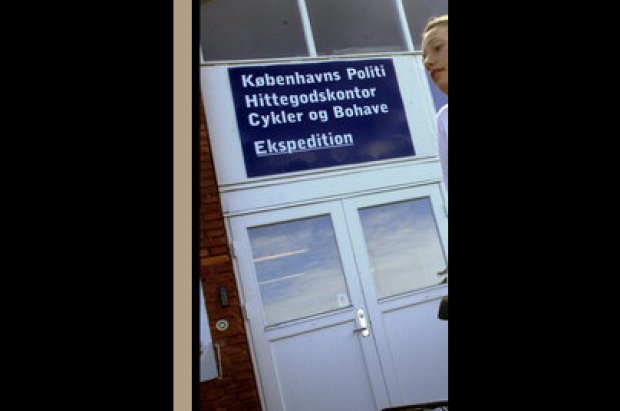 Københavns Politi
Hittegodskontor
Cykler og Bohave
Ekspedition